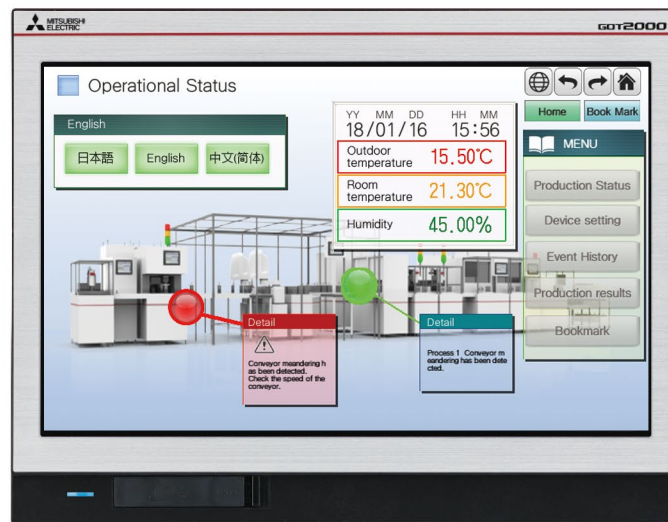 MITSUBISHI
ELECTRIC
GOT2000
Operational Status
English
日本語
English
中文(简体)
YY MM DD HH MM
18/01/16 15:56
Outdoor
temperature 15.50℃
Room
temperature 21.30℃
Humidity 45.00%
Home
Book Mark
MENU
Production Status
Device setting
Event History
Production results
Bookmark
Detail
Conveyor meandering h
as been detected.
Check the speed of the
conveyor.
Detail
Process 1 Conveyor m
eandering has been dete
cted.